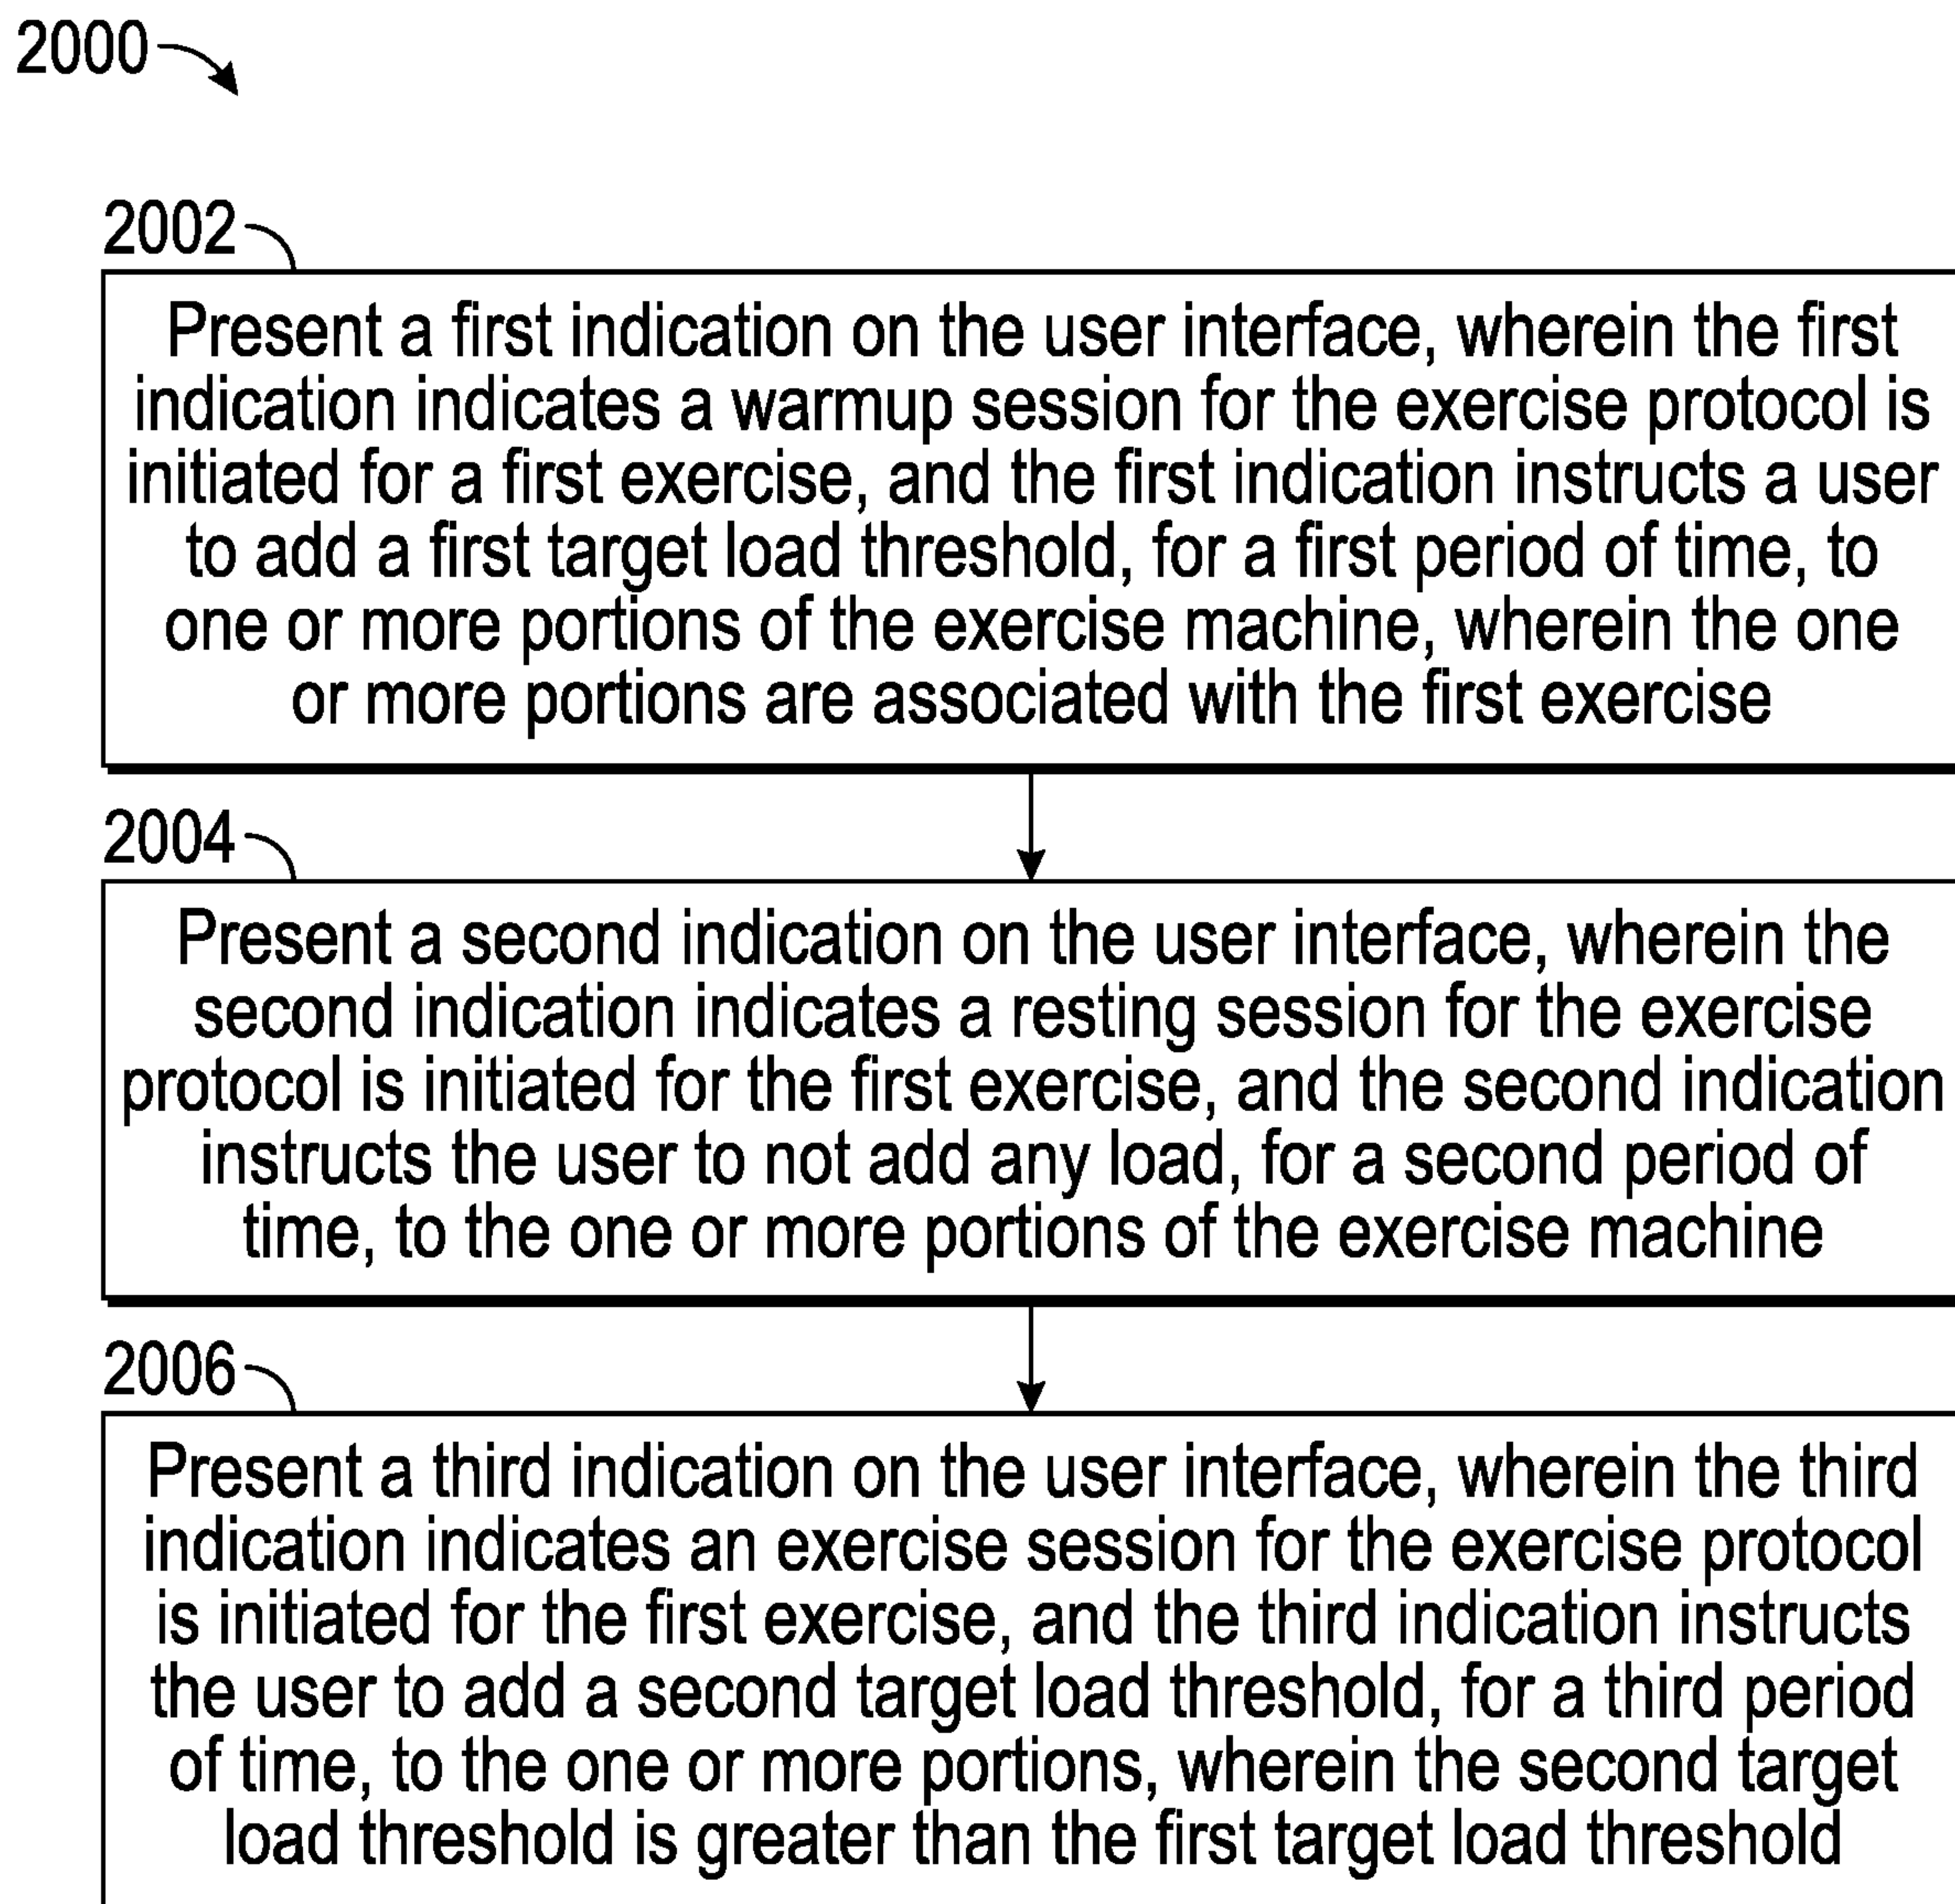 2000
2002
Present a first indication on the user interface, wherein the first
indication indicates a warmup session for the exercise protocol is
initiated for a first exercise, and the first indication instructs a user
to add a first target load threshold, for a first period of time, to
one or more portions of the exercise machine, wherein the one
or more portions are associated with the first exercise
2004
Present a second indication on the user interface, wherein the
second indication indicates a resting session for the exercise
protocol is initiated for the first exercise, and the second indication
instructs the user to not add any load, for a second period of
time, to the one or more portions of the exercise machine
2006
Present a third indication on the user interface, wherein the third
indication indicates an exercise session for the exercise protocol
is initiated for the first exercise, and the third indication instructs
the user to add a second target load threshold, for a third period
of time, to the one or more portions, wherein the second target
load threshold is greater than the first target load threshold